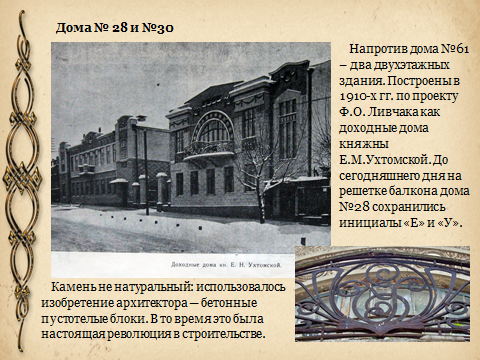 Дома № 28 и №30
Напротив дома №61
– два двухэтажных
здания. Построены в
1910-х гг. по проекту
Ф.О. Ливчака как
доходные дома
княжны
Е.М.Ухтомской. До
сегодняшнего дня на
решетке балкона дома
№28 сохранились
инициалы «Е» и «У».
Доходные дома кн. Е. Н. Ухтомской.
Камень не натуральный: использовалось
изобретение архитектора — бетонные
пустотелые блоки. В то время это была
настоящая революция в строительстве.